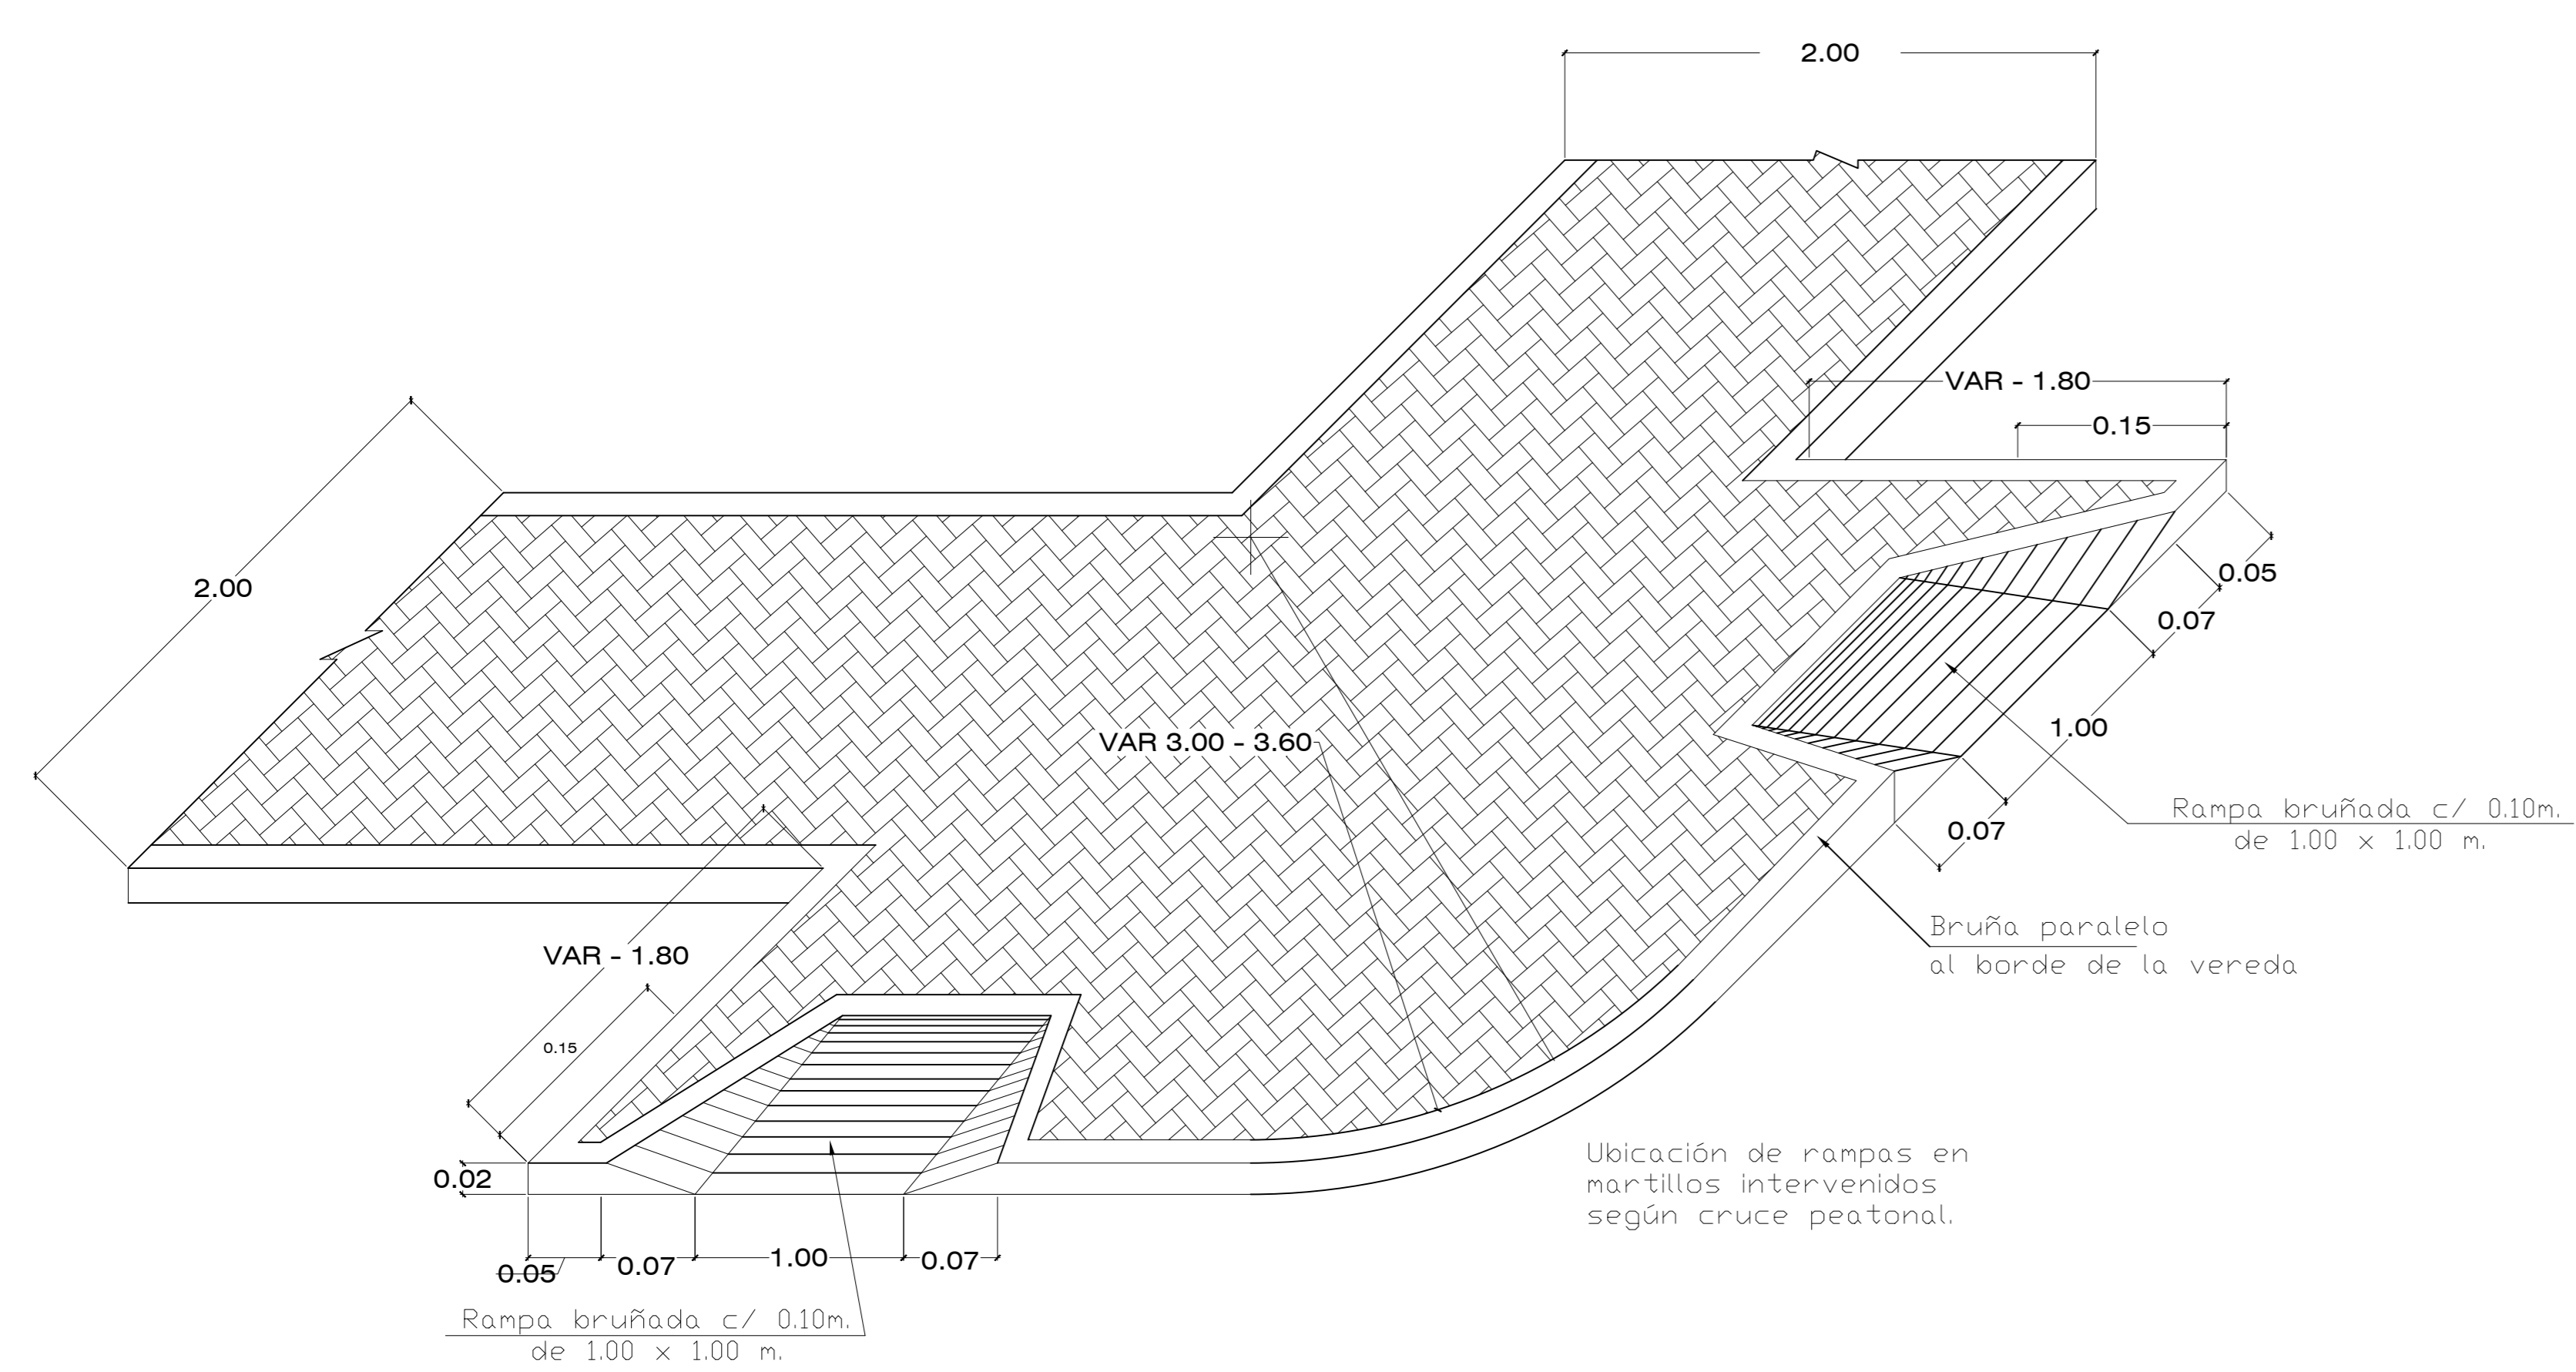 2.00
VAR - 1.80
0.15
2.00
0.05
0.07
1.00
VAR 3.00 - 3.60
Rampa bruñada c/ 0.10m.
de 1.00 x 1.00 m.
0.07
Bruña paralelo
al borde de la vereda
VAR - 1.80
0.15
0.02
Ubicación de rampas en
martillos intervenidos
según cruce peatonal.
0.05
0.07
1.00
0.07
Rampa bruñada c/ 0.10m.
de 1.00 x 1.00 m.